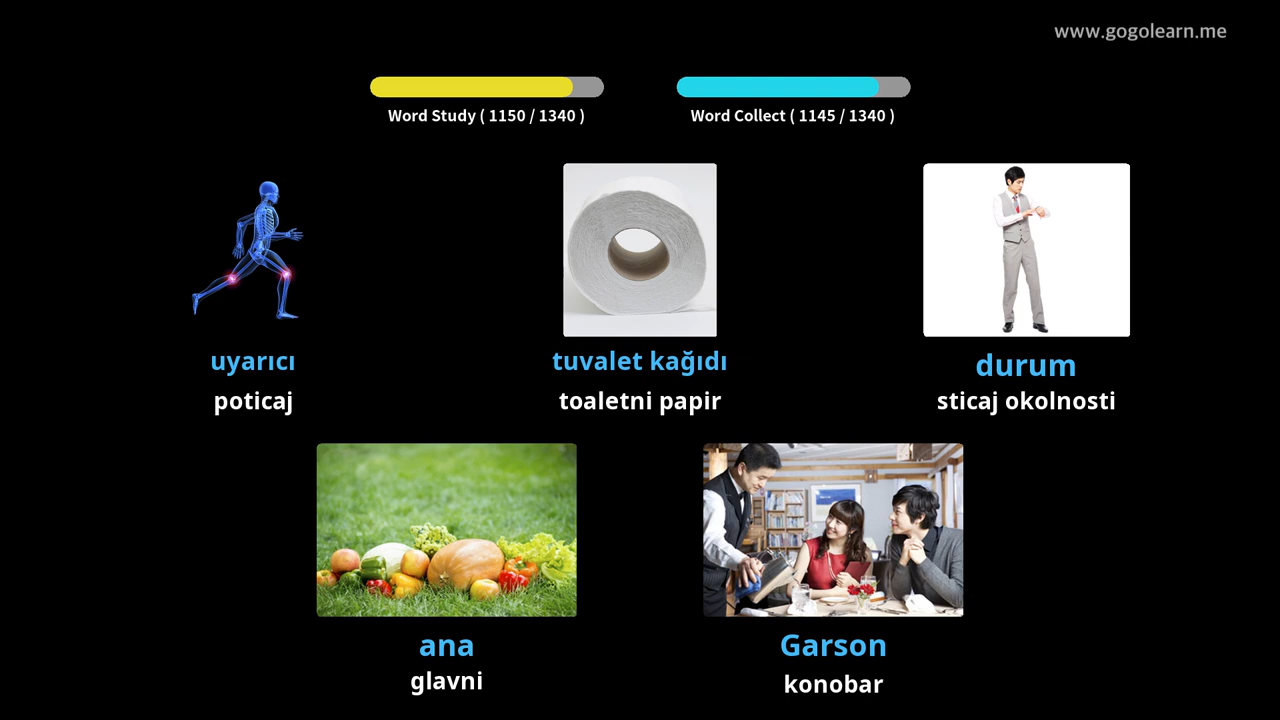 www.gogolearn.me
Word Study ( 1150 / 1340 )
Word Collect ( 1145 / 1340 )
uyarıcı
poticaj
tuvalet kağıdı
toaletni papir
durum
sticaj okolnosti
ana
glavni
Garson
konobar